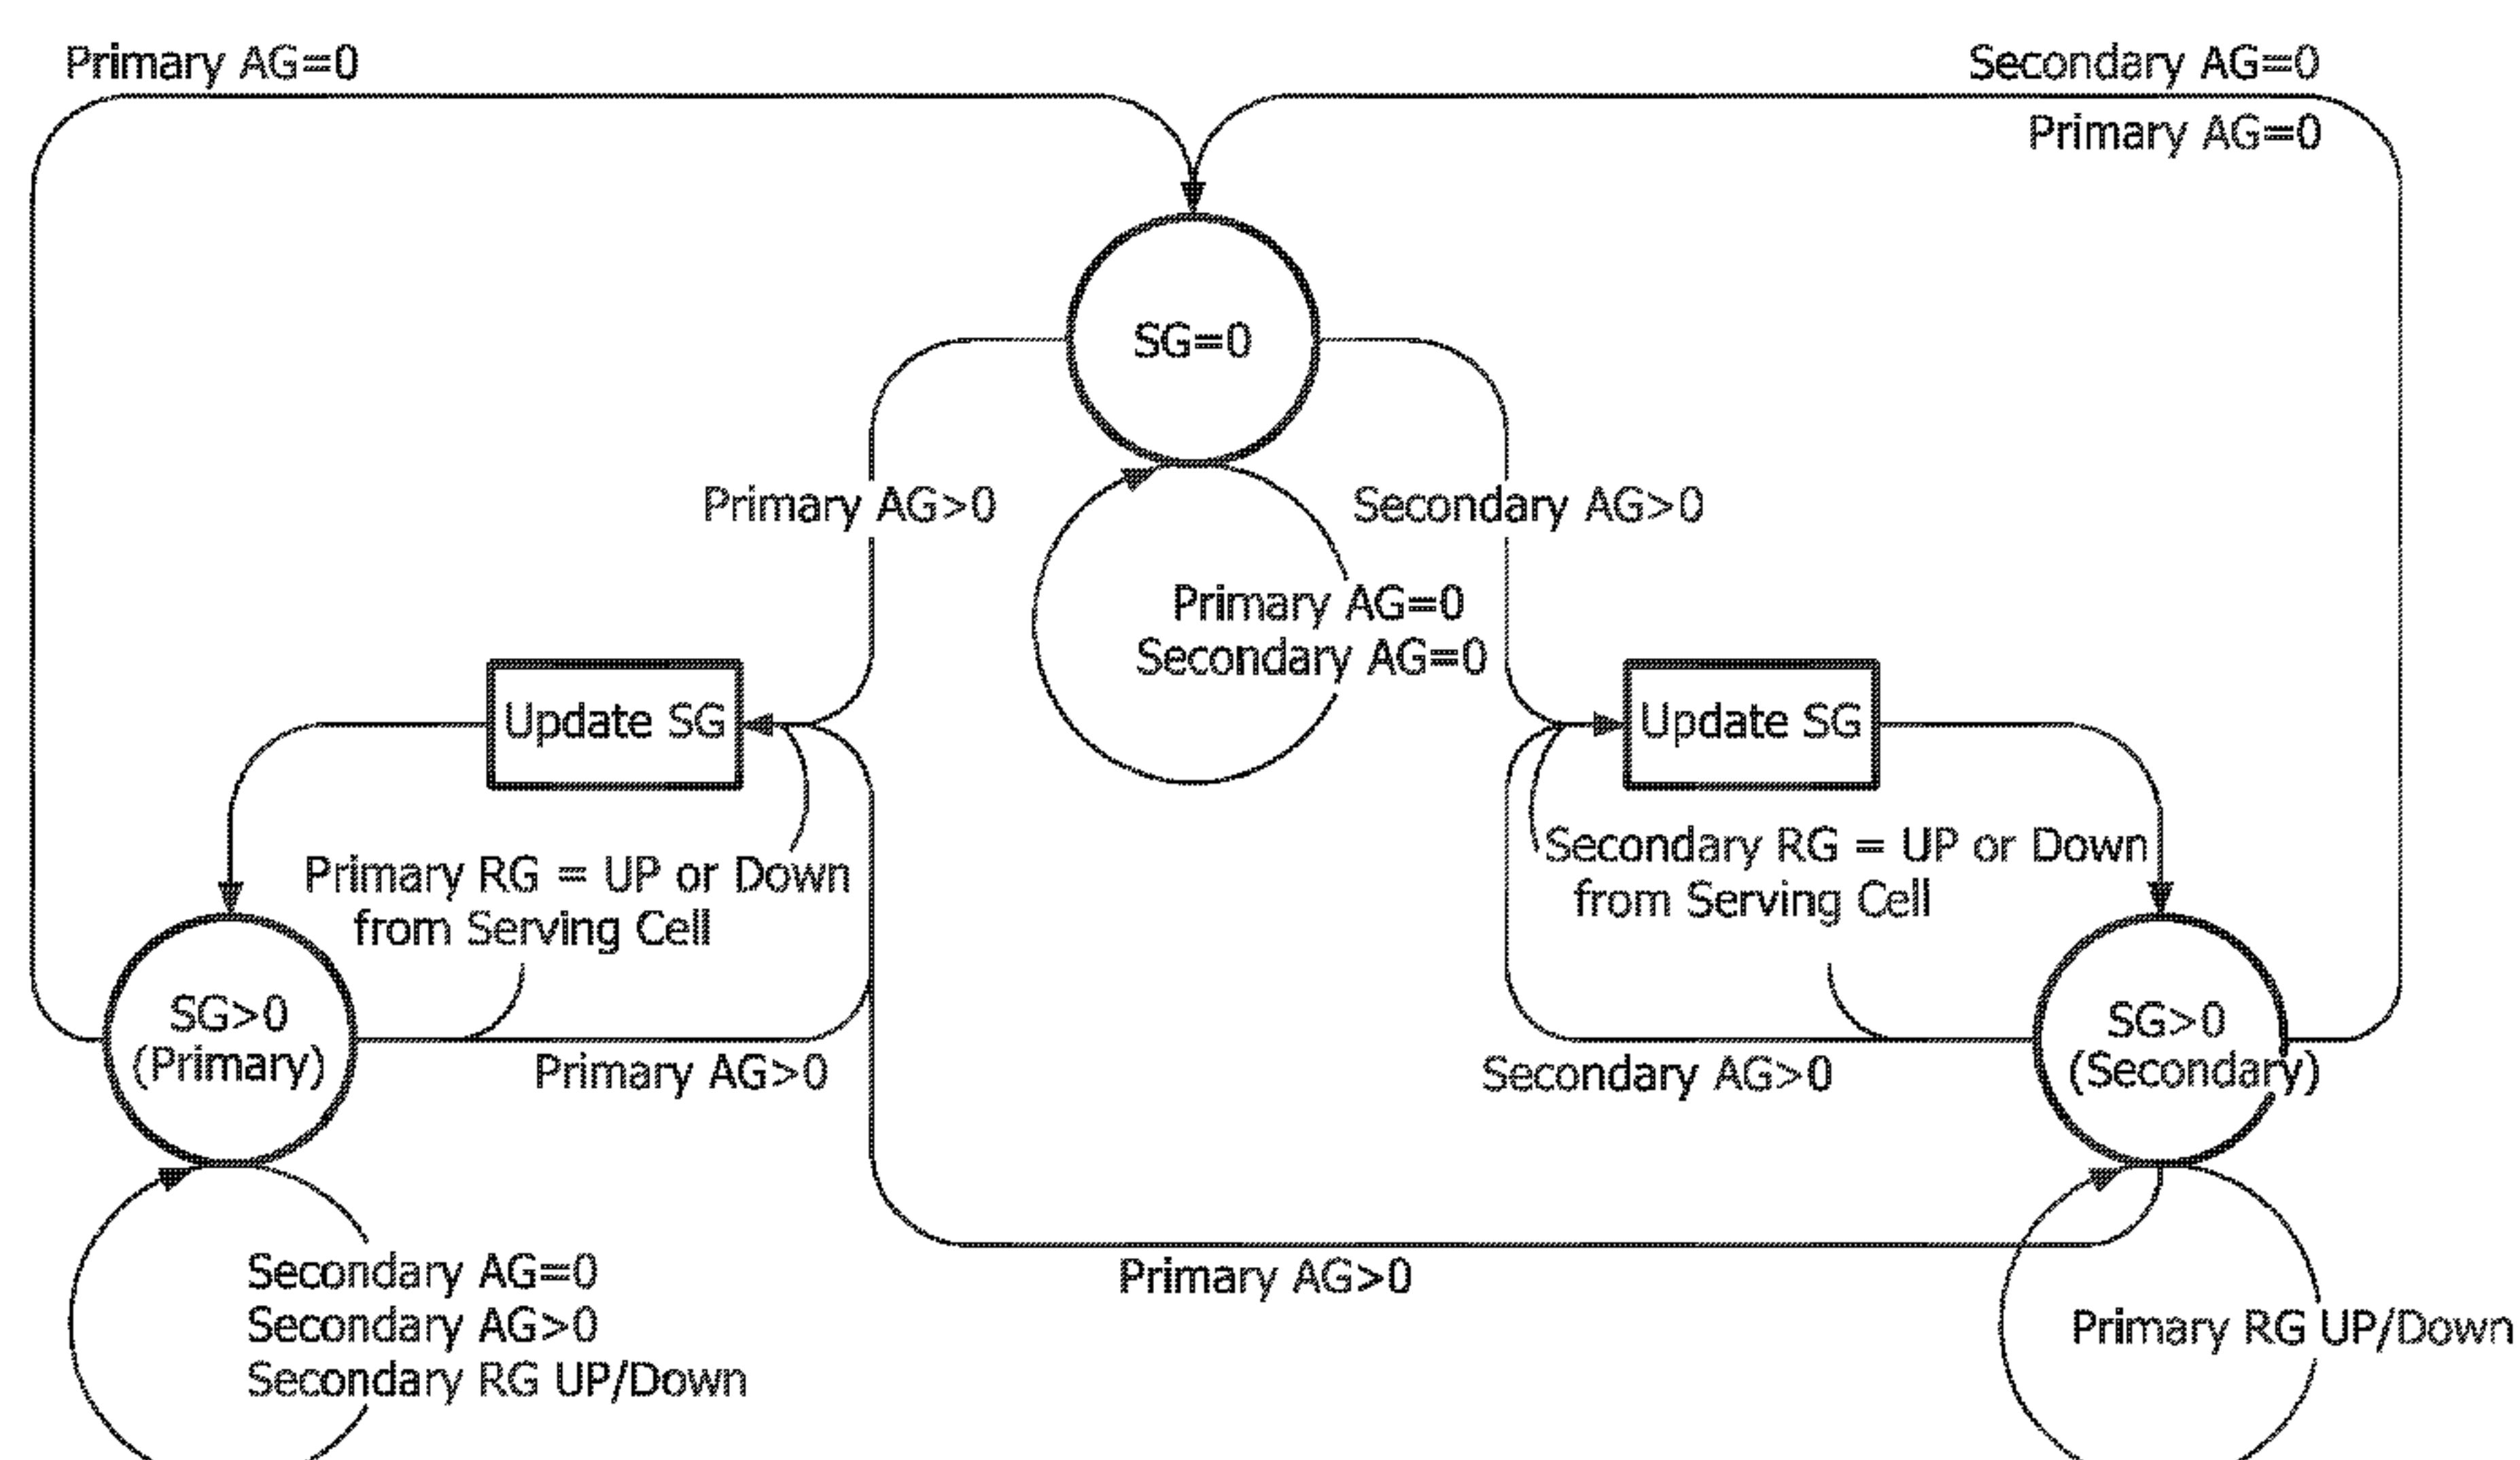 Primary AG=0
Secondary AG=0
Primary AG=0
SG=0
Primary AG>0
Secondary AG>0
Primary AG=0
Secondary AG=0
Update SG
Update SG
Primary RG = UP or Down
from Serving Cell
Secondary RG = UP or Down
from Serving Cell
SG>0
(Primary)
Primary AG>0
Secondary AG>0
SG>0
(Secondary)
Secondary AG=0
Secondary AG>0
Secondary RG UP/Down
Primary AG>0
Primary RG UP/Down